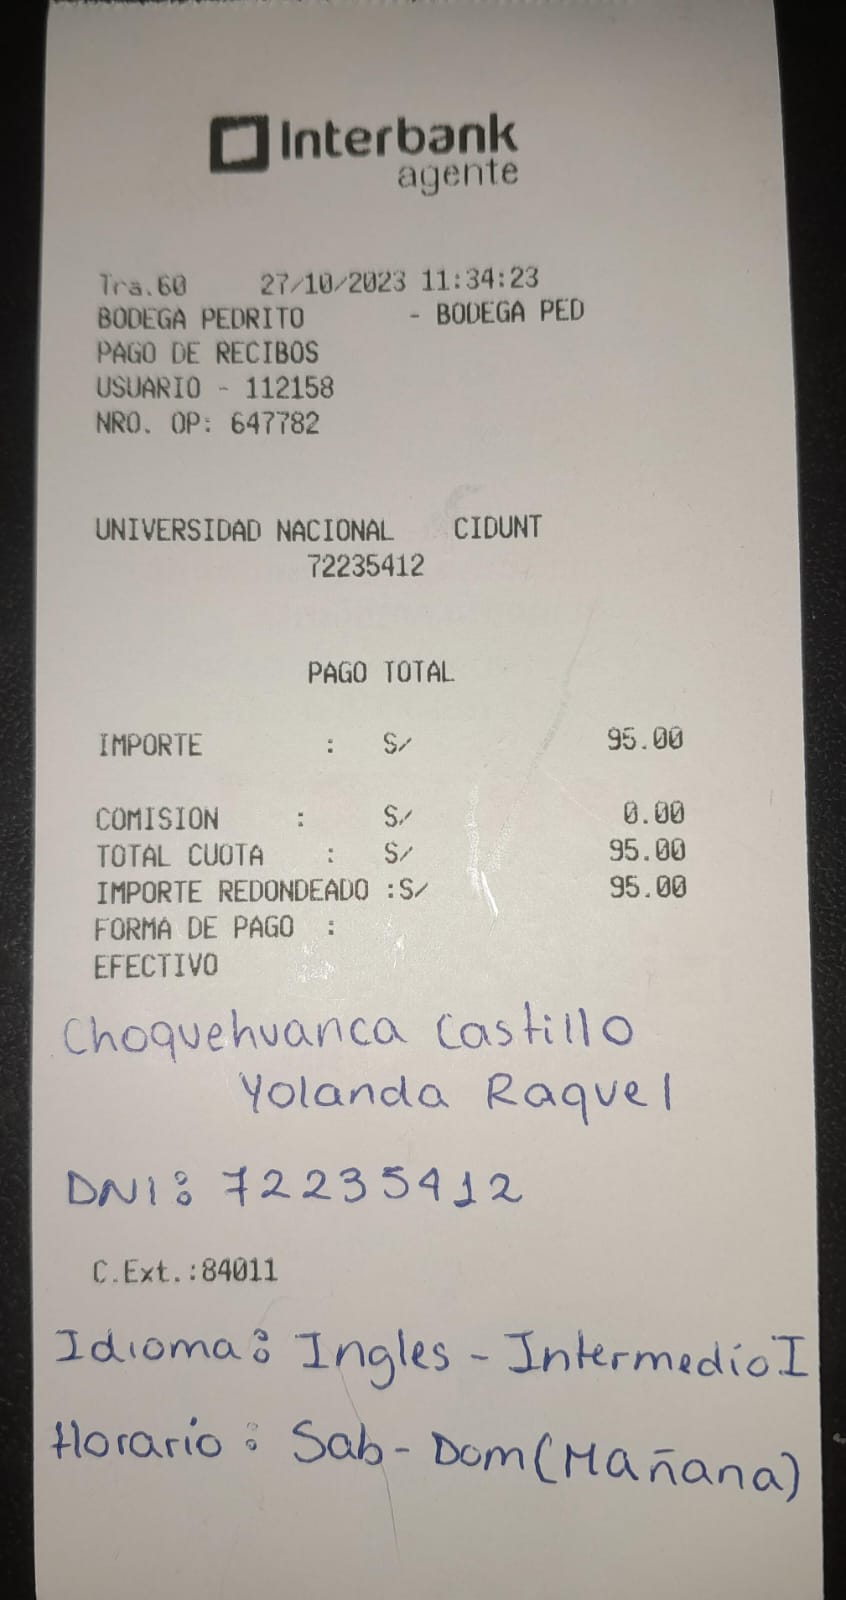 Interbank
agente
Tra.60 27/10/2023 11:34:23
BODEGA PEDRITO - BODEGA PED
PAGO DE RECIBOS
USUARIO - 112158
NRO. OP: 647782
UNIVERSIDAD NACIONAL CIDUNT
72235412
PAGO TOTAL
IMPORTE : S/ 95.00
COMISION : S/ 0.00
TOTAL CUOTA : S/ 95.00
IMPORTE REDONDEADO :S/ 95.00
FORMA DE PAGO :
EFECTIVO
Choquehuanca Castillo
Yolanda Raquel
DNI: 72235412
C.Ext.:84011
Idioma: Ingles - Intermedio I
Horario: Sab - Dom (Mañana)